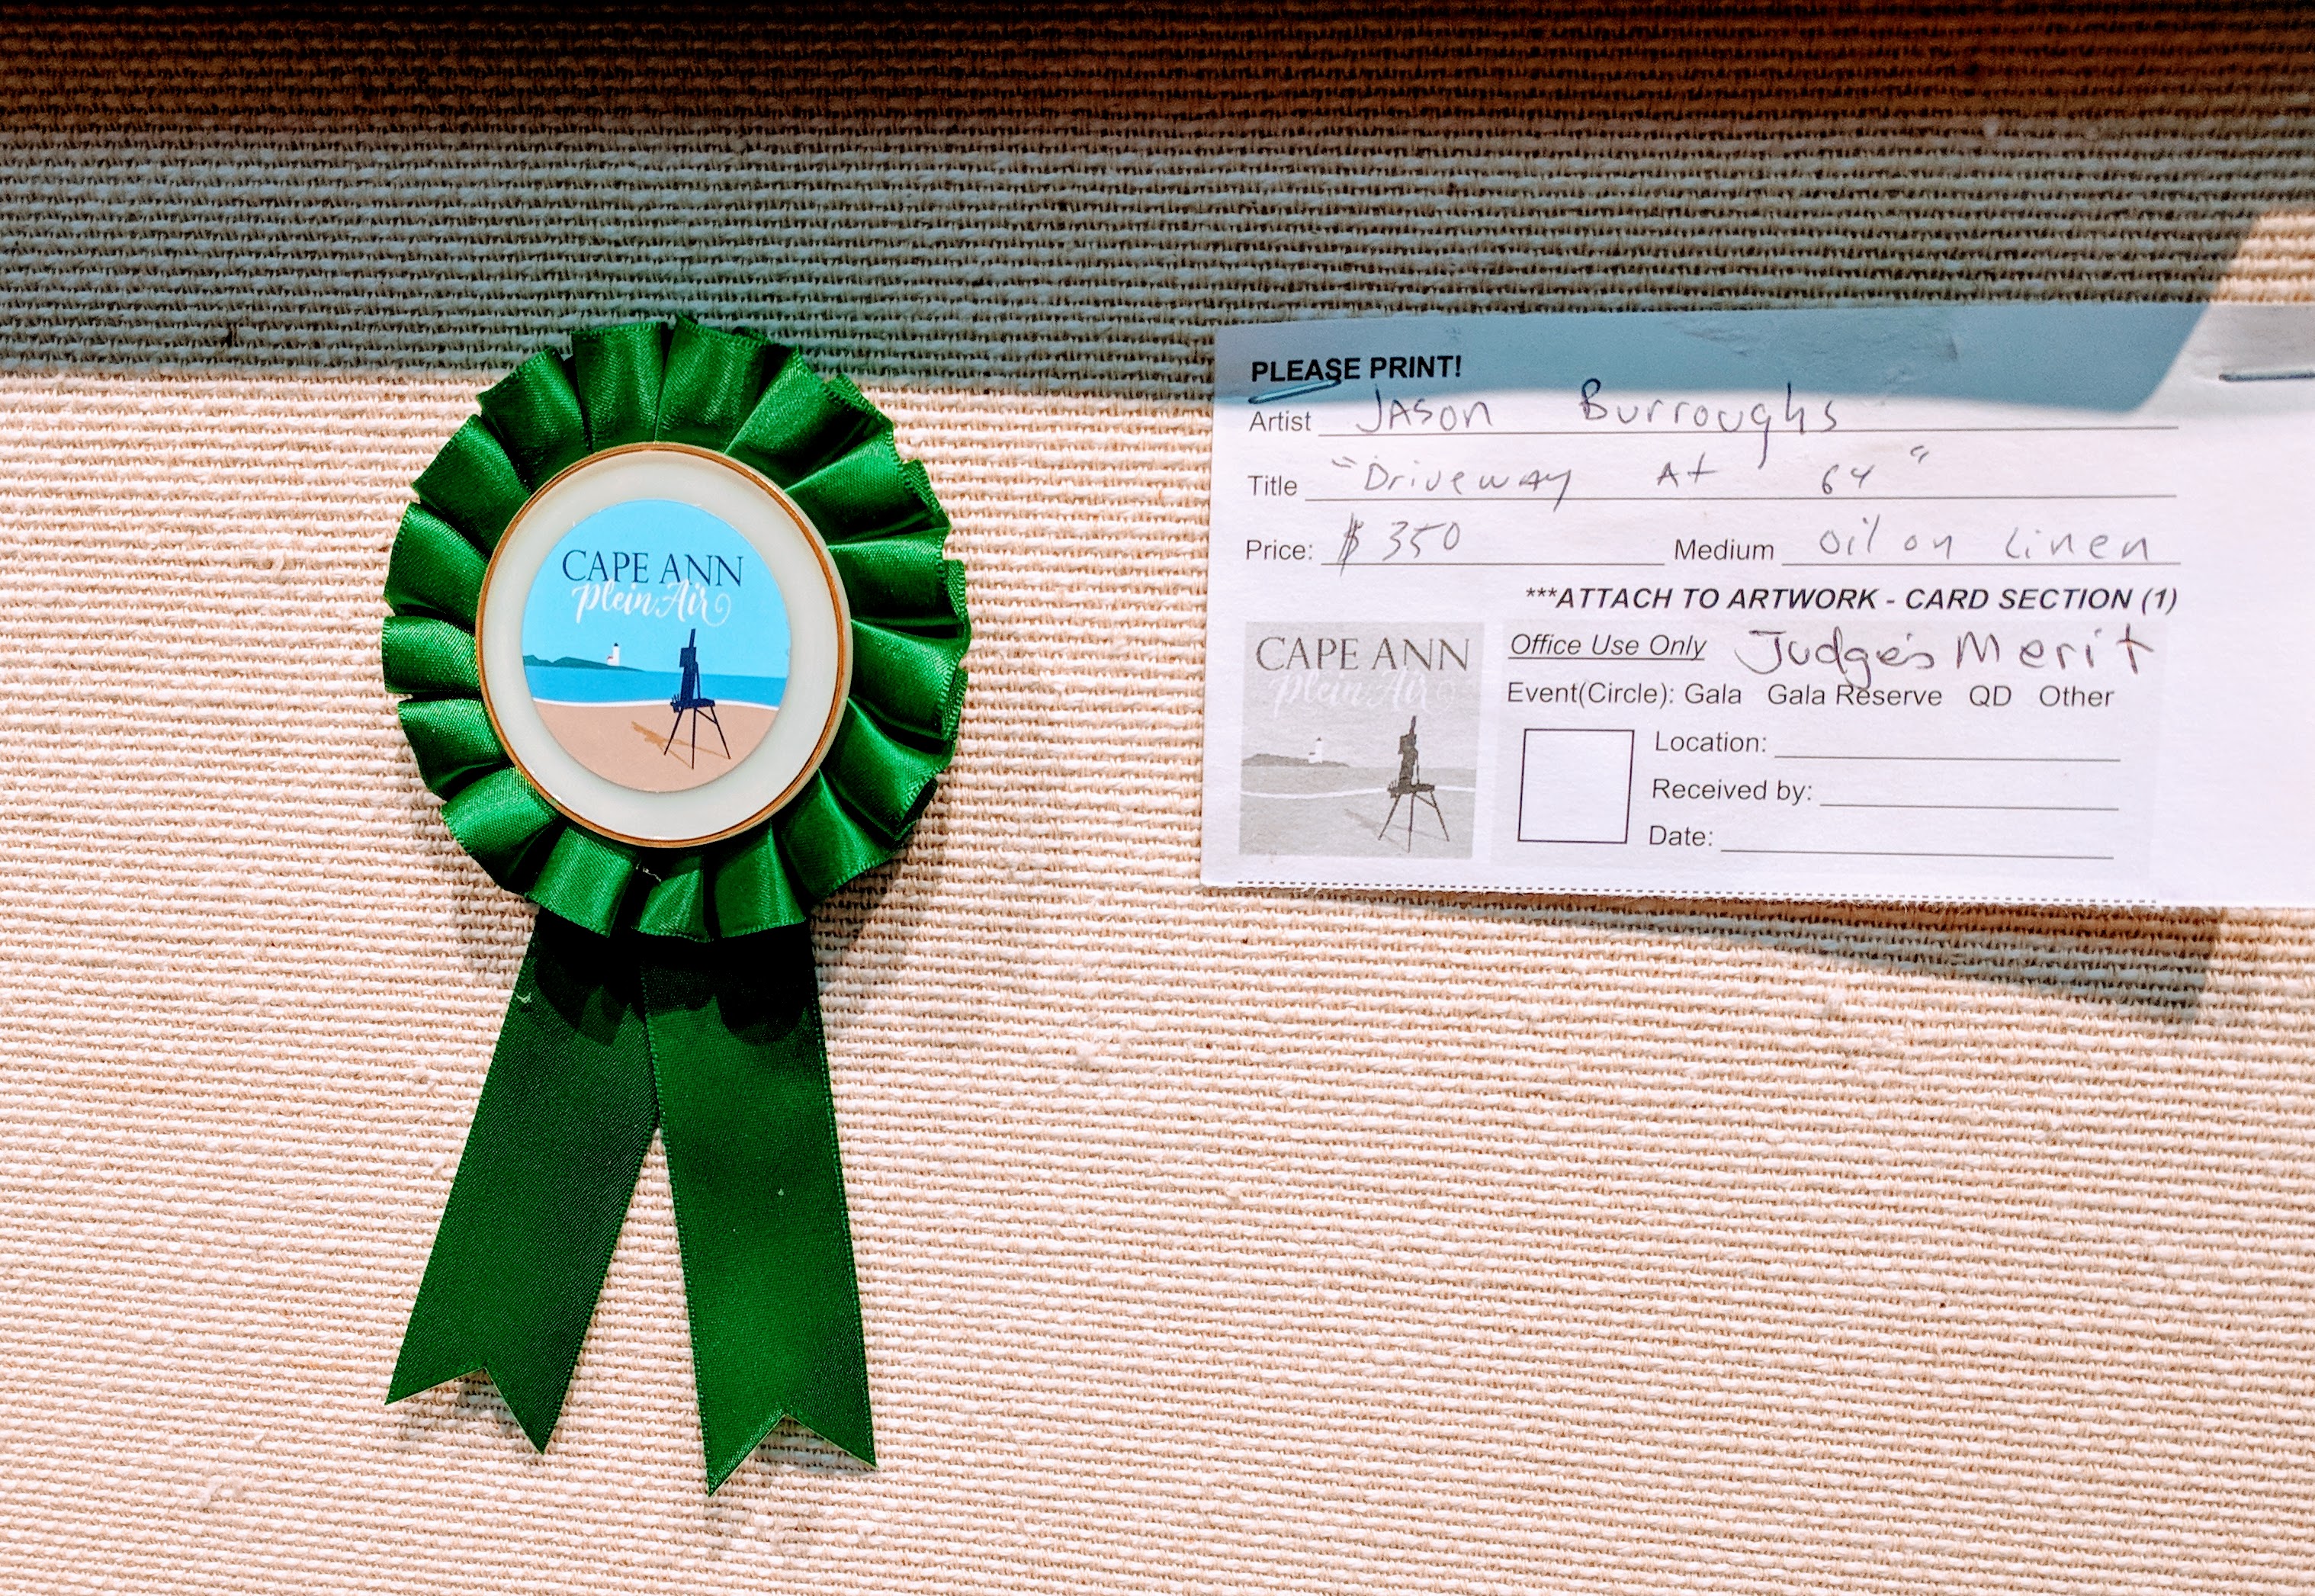 CAPE ANN
Plein Air
PLEASE PRINT!
Artist JASON Burroughs
Title "Driveway At 64"
Price: $350 Medium oil on Linen
***ATTACH TO ARTWORK - CARD SECTION (1)
CAPE ANN
Plein Air
Office Use Only Judge's Merit
Event(Circle): Gala Gala Reserve QD Other
Location:
Received by:
Date: